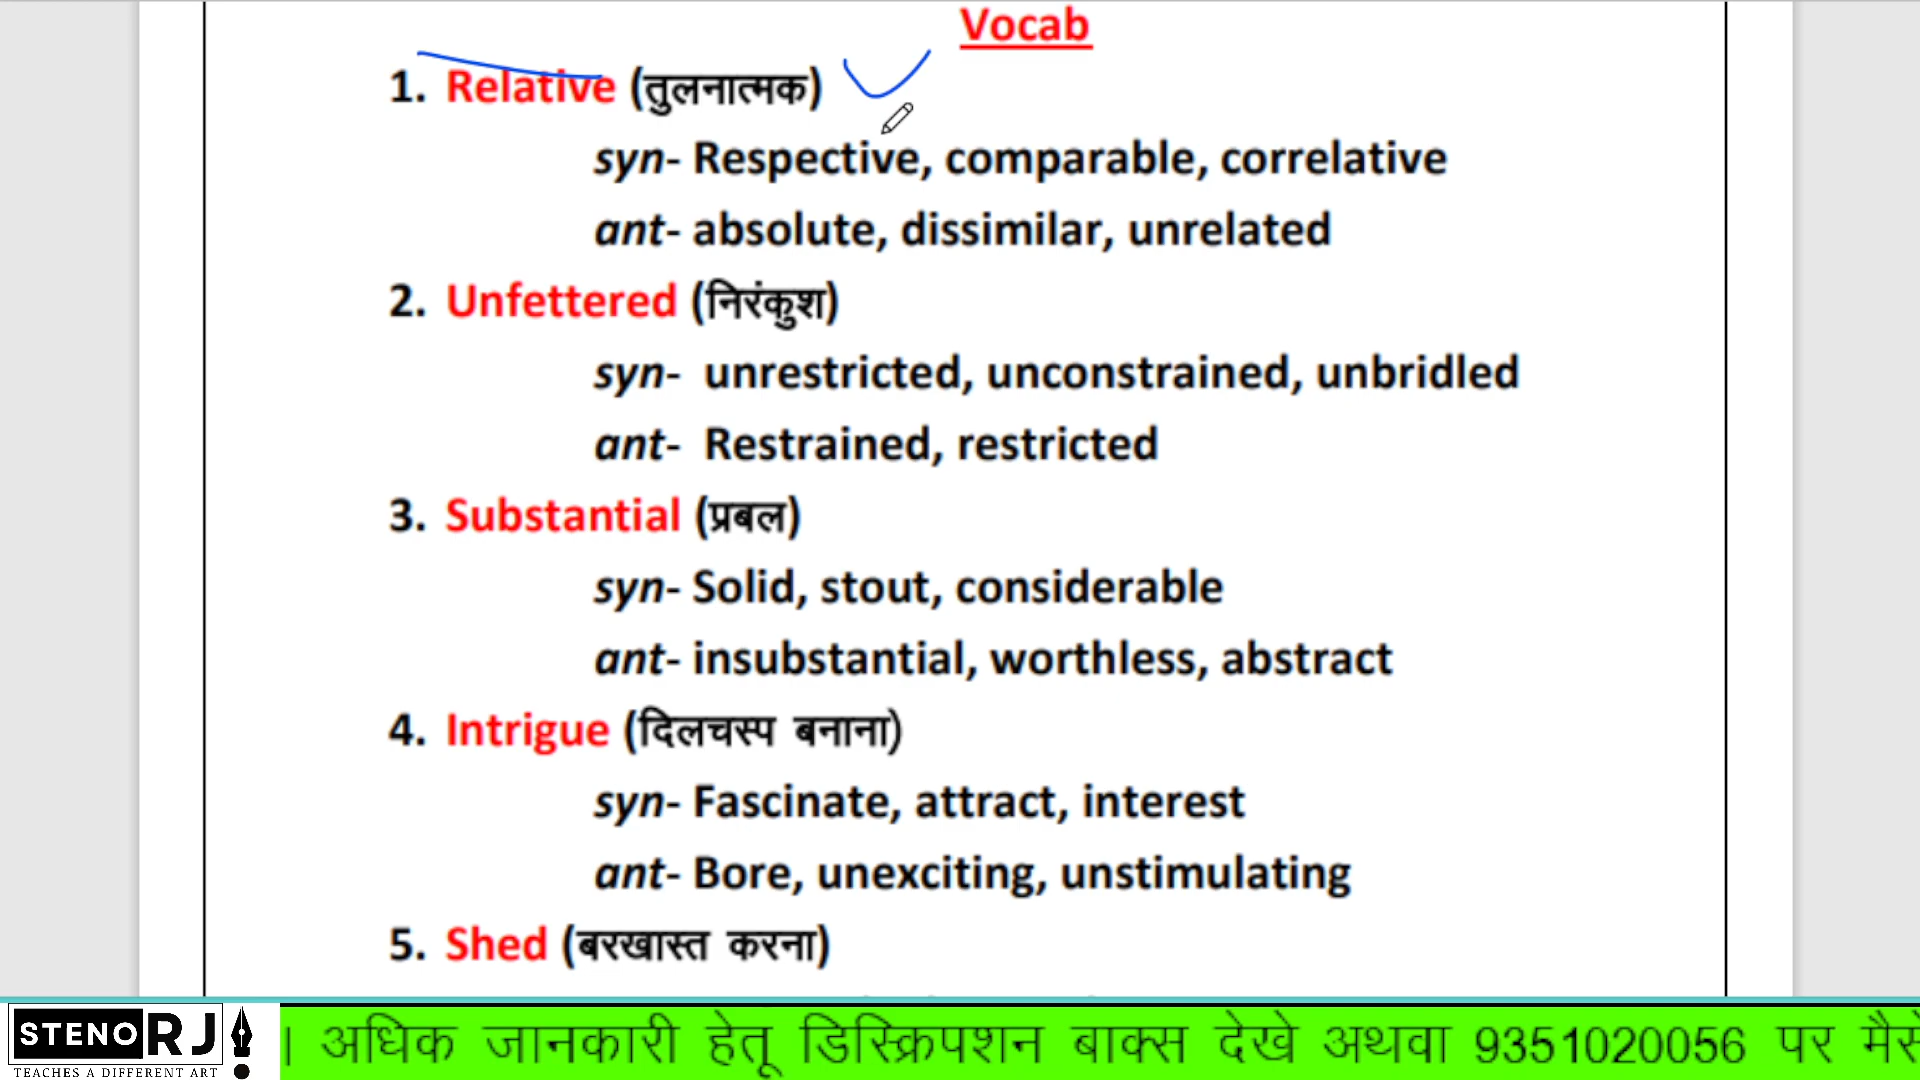 Vocab
1. Relative (तुलनात्मक)
syn- Respective, comparable, correlative
ant- absolute, dissimilar, unrelated
2. Unfettered (निरंकुश)
syn- unrestricted, unconstrained, unbridled
ant- Restrained, restricted
3. Substantial (प्रबल)
syn- Solid, stout, considerable
ant- insubstantial, worthless, abstract
4. Intrigue (दिलचस्प बनाना)
syn- Fascinate, attract, interest
ant- Bore, unexciting, unstimulating
5. Shed (बरखास्त करना)
STENO RJ
TEACHES A DIFFERENT ART
। अधिक जानकारी हेतू डिस्क्रिपशन बाक्स देखे अथवा 9351020056 पर